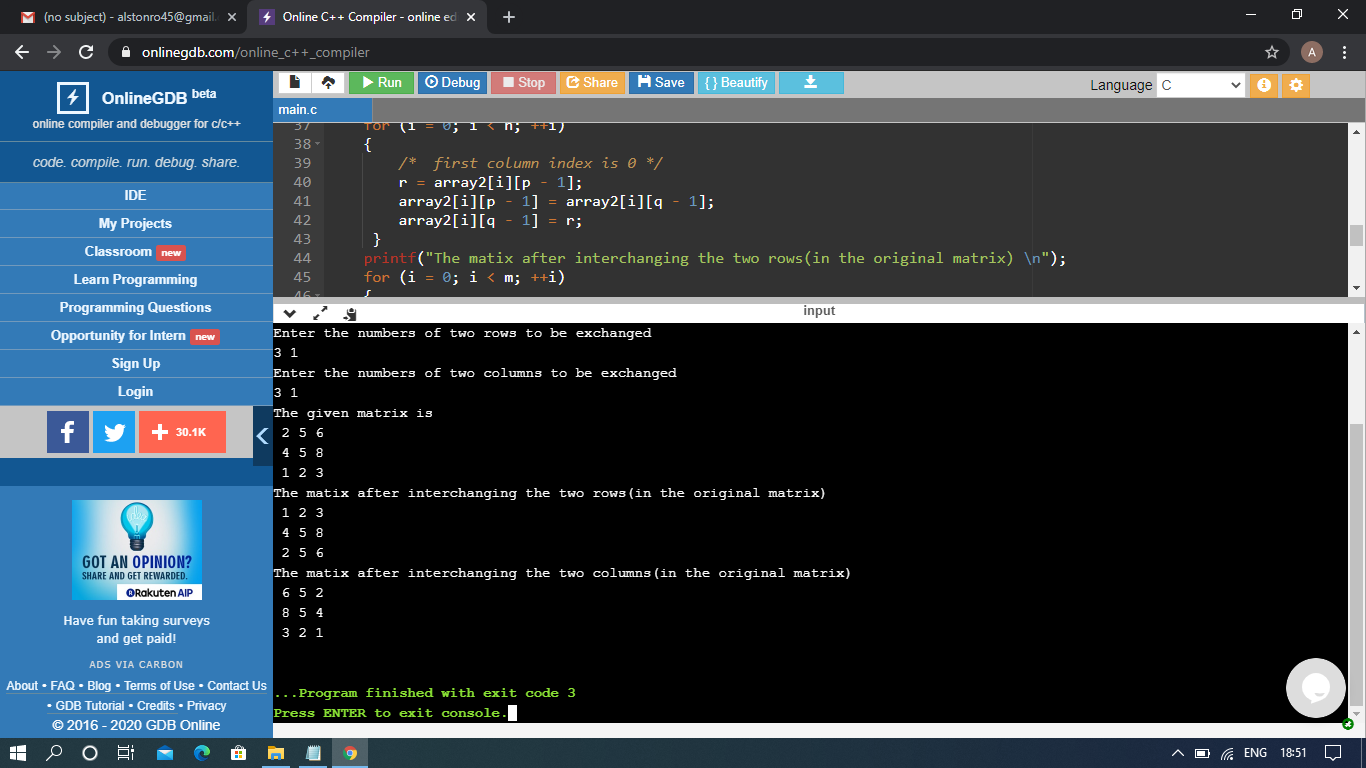 (no subject) - alstonro45@gmail.
Online C++ Compiler - online ed
onlinegdb.com/online_c++_compiler
A
OnlineGDB beta
online compiler and debugger for c/c++
code. compile. run. debug. share.
IDE
My Projects
Classroom new
Learn Programming
Programming Questions
Opportunity for Intern new
Sign Up
Login
f
30.1K
GOT AN OPINION?
SHARE AND GET REWARDED.
Rakuten AIP
Have fun taking surveys
and get paid!
ADS VIA CARBON
About • FAQ • Blog • Terms of Use • Contact Us
• GDB Tutorial • Credits • Privacy
© 2016 - 2020 GDB Online
Run Debug Stop Share Save { } Beautify Language C
main.c
37 for (i = 0; i < n; ++i)
38 {
39 /*  first column index is 0 */
40 r = array2[i][p - 1];
41 array2[i][p - 1] = array2[i][q - 1];
42 array2[i][q - 1] = r;
43 }
44 printf("The matix after interchanging the two rows(in the original matrix) \n");
45 for (i = 0; i < m; ++i)
46 {
input
Enter the numbers of two rows to be exchanged
3 1
Enter the numbers of two columns to be exchanged
3 1
The given matrix is
2 5 6
4 5 8
1 2 3
The matix after interchanging the two rows(in the original matrix)
1 2 3
4 5 8
2 5 6
The matix after interchanging the two columns(in the original matrix)
6 5 2
8 5 4
3 2 1
...Program finished with exit code 3
Press ENTER to exit console.
ENG 18:51